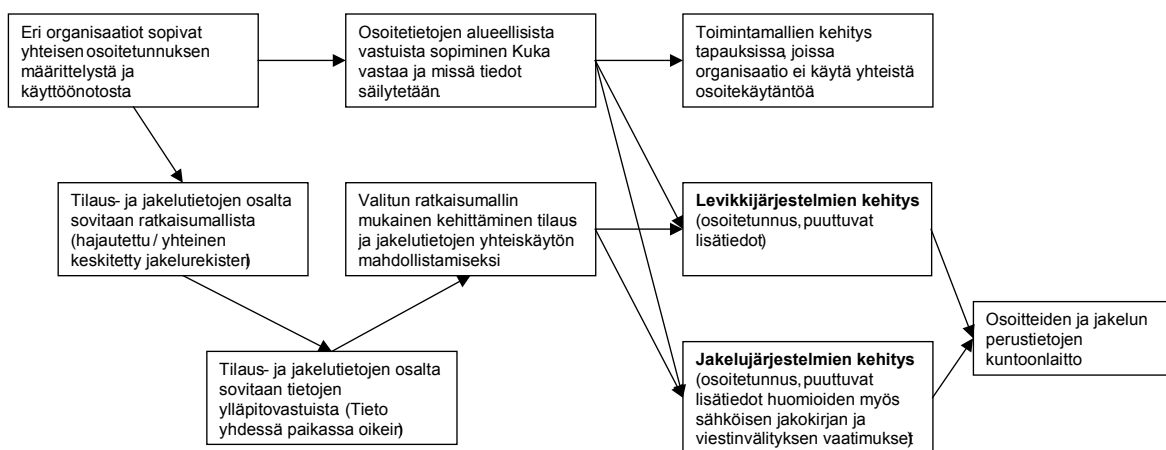 Eri organisaatiot sopivat
yhteisen osoitetunnuksen
määrittelystä ja
käyttöönotosta.
Osoitetietojen alueellisista
vastuista sopiminen Kuka
vastaa ja missä tiedot
säilytetään.
Toimintamallien kehitys
tapauksissa, joissa
organisaatio ei käytä yhteistä
osoitekäytäntöä.
Tilaus- ja jakelutietojen osalta
sovitaan ratkaisumallista
(hajautettu / yhteinen
keskitetty jakelurekisteri)
Valitun ratkaisumallin
mukainen kehittäminen tilaus
ja jakelutietojen yhteiskäytön
mahdollistamiseksi
Levikkijärjestelmien kehitys
(osoitetunnus, puuttuvat
lisätiedot)
Tilaus- ja jakelutietojen osalta
sovitaan tietojen
ylläpitovastuista (Tieto
yhdessä paikassa oikein)
Jakelujärjestelmien kehitys
(osoitetunnus, puuttuvat
lisätiedot huomioiden myös
sähköisen jakokirjan ja
viestinvälityksen vaatimukset)
Osoitteiden ja jakelun
perustietojen
kuntoonlaitto